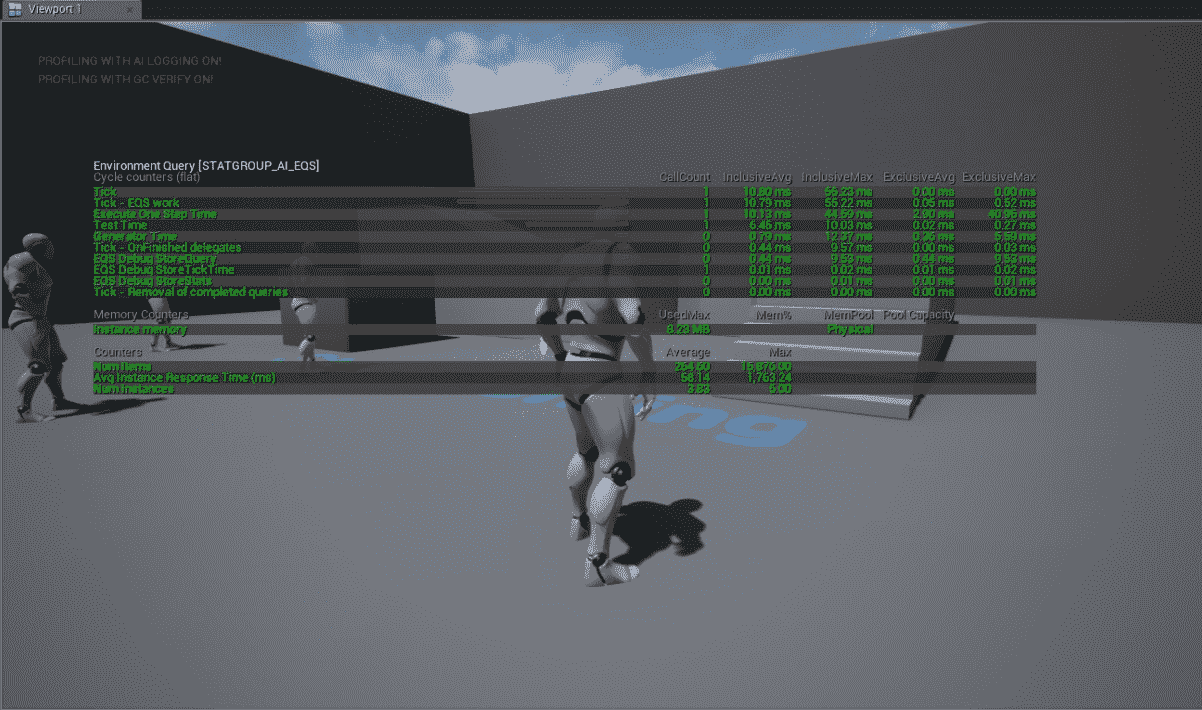 Viewport 1
PROFILING WITH AI LOGGING ON!
PROFILING WITH GC VERIFY ON!
Environment Query [STATGROUP_AI_EQS]
Cycle counters (flat) CallCount InclusiveAvg InclusiveMax ExclusiveAvg ExclusiveMax
Tick 1 10.80 ms 55.23 ms 0.00 ms 0.00 ms
Tick - EQS work 1 10.79 ms 55.22 ms 0.05 ms 0.52 ms
Execute One Step Time 1 10.13 ms 44.59 ms 2.90 ms 40.95 ms
Test Time 1 6.45 ms 10.03 ms 0.02 ms 0.27 ms
Generator Time 0 0.79 ms 12.37 ms 0.36 ms 5.59 ms
Tick - OnFinished delegates 0 0.44 ms 9.57 ms 0.00 ms 0.03 ms
EQS Debug StoreQuery 0 0.44 ms 9.53 ms 0.44 ms 9.53 ms
EQS Debug StoreTickTime 1 0.01 ms 0.02 ms 0.01 ms 0.02 ms
EQS Debug StoreStats 0 0.00 ms 0.01 ms 0.00 ms 0.01 ms
Tick - Removal of completed queries 0 0.00 ms 0.00 ms 0.00 ms 0.00 ms
Memory Counters UsedMax Mem% MemPool Pool Capacity
Instance memory 8.23 MB Physical
Counters Average Max
Num Items 264.60 15,876.00
Avg Instance Response Time (ms) 58.14 1,763.24
Num Instances 3.83 5.00